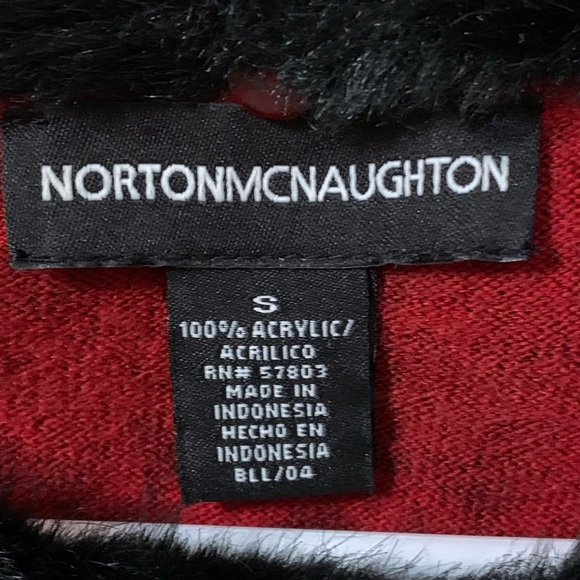 NORTONMCNAUGHTON
S
100% ACRYLIC/
ACRILICO
RN# 57803
MADE IN
INDONESIA
HECHO EN
INDONESIA
BLL/04